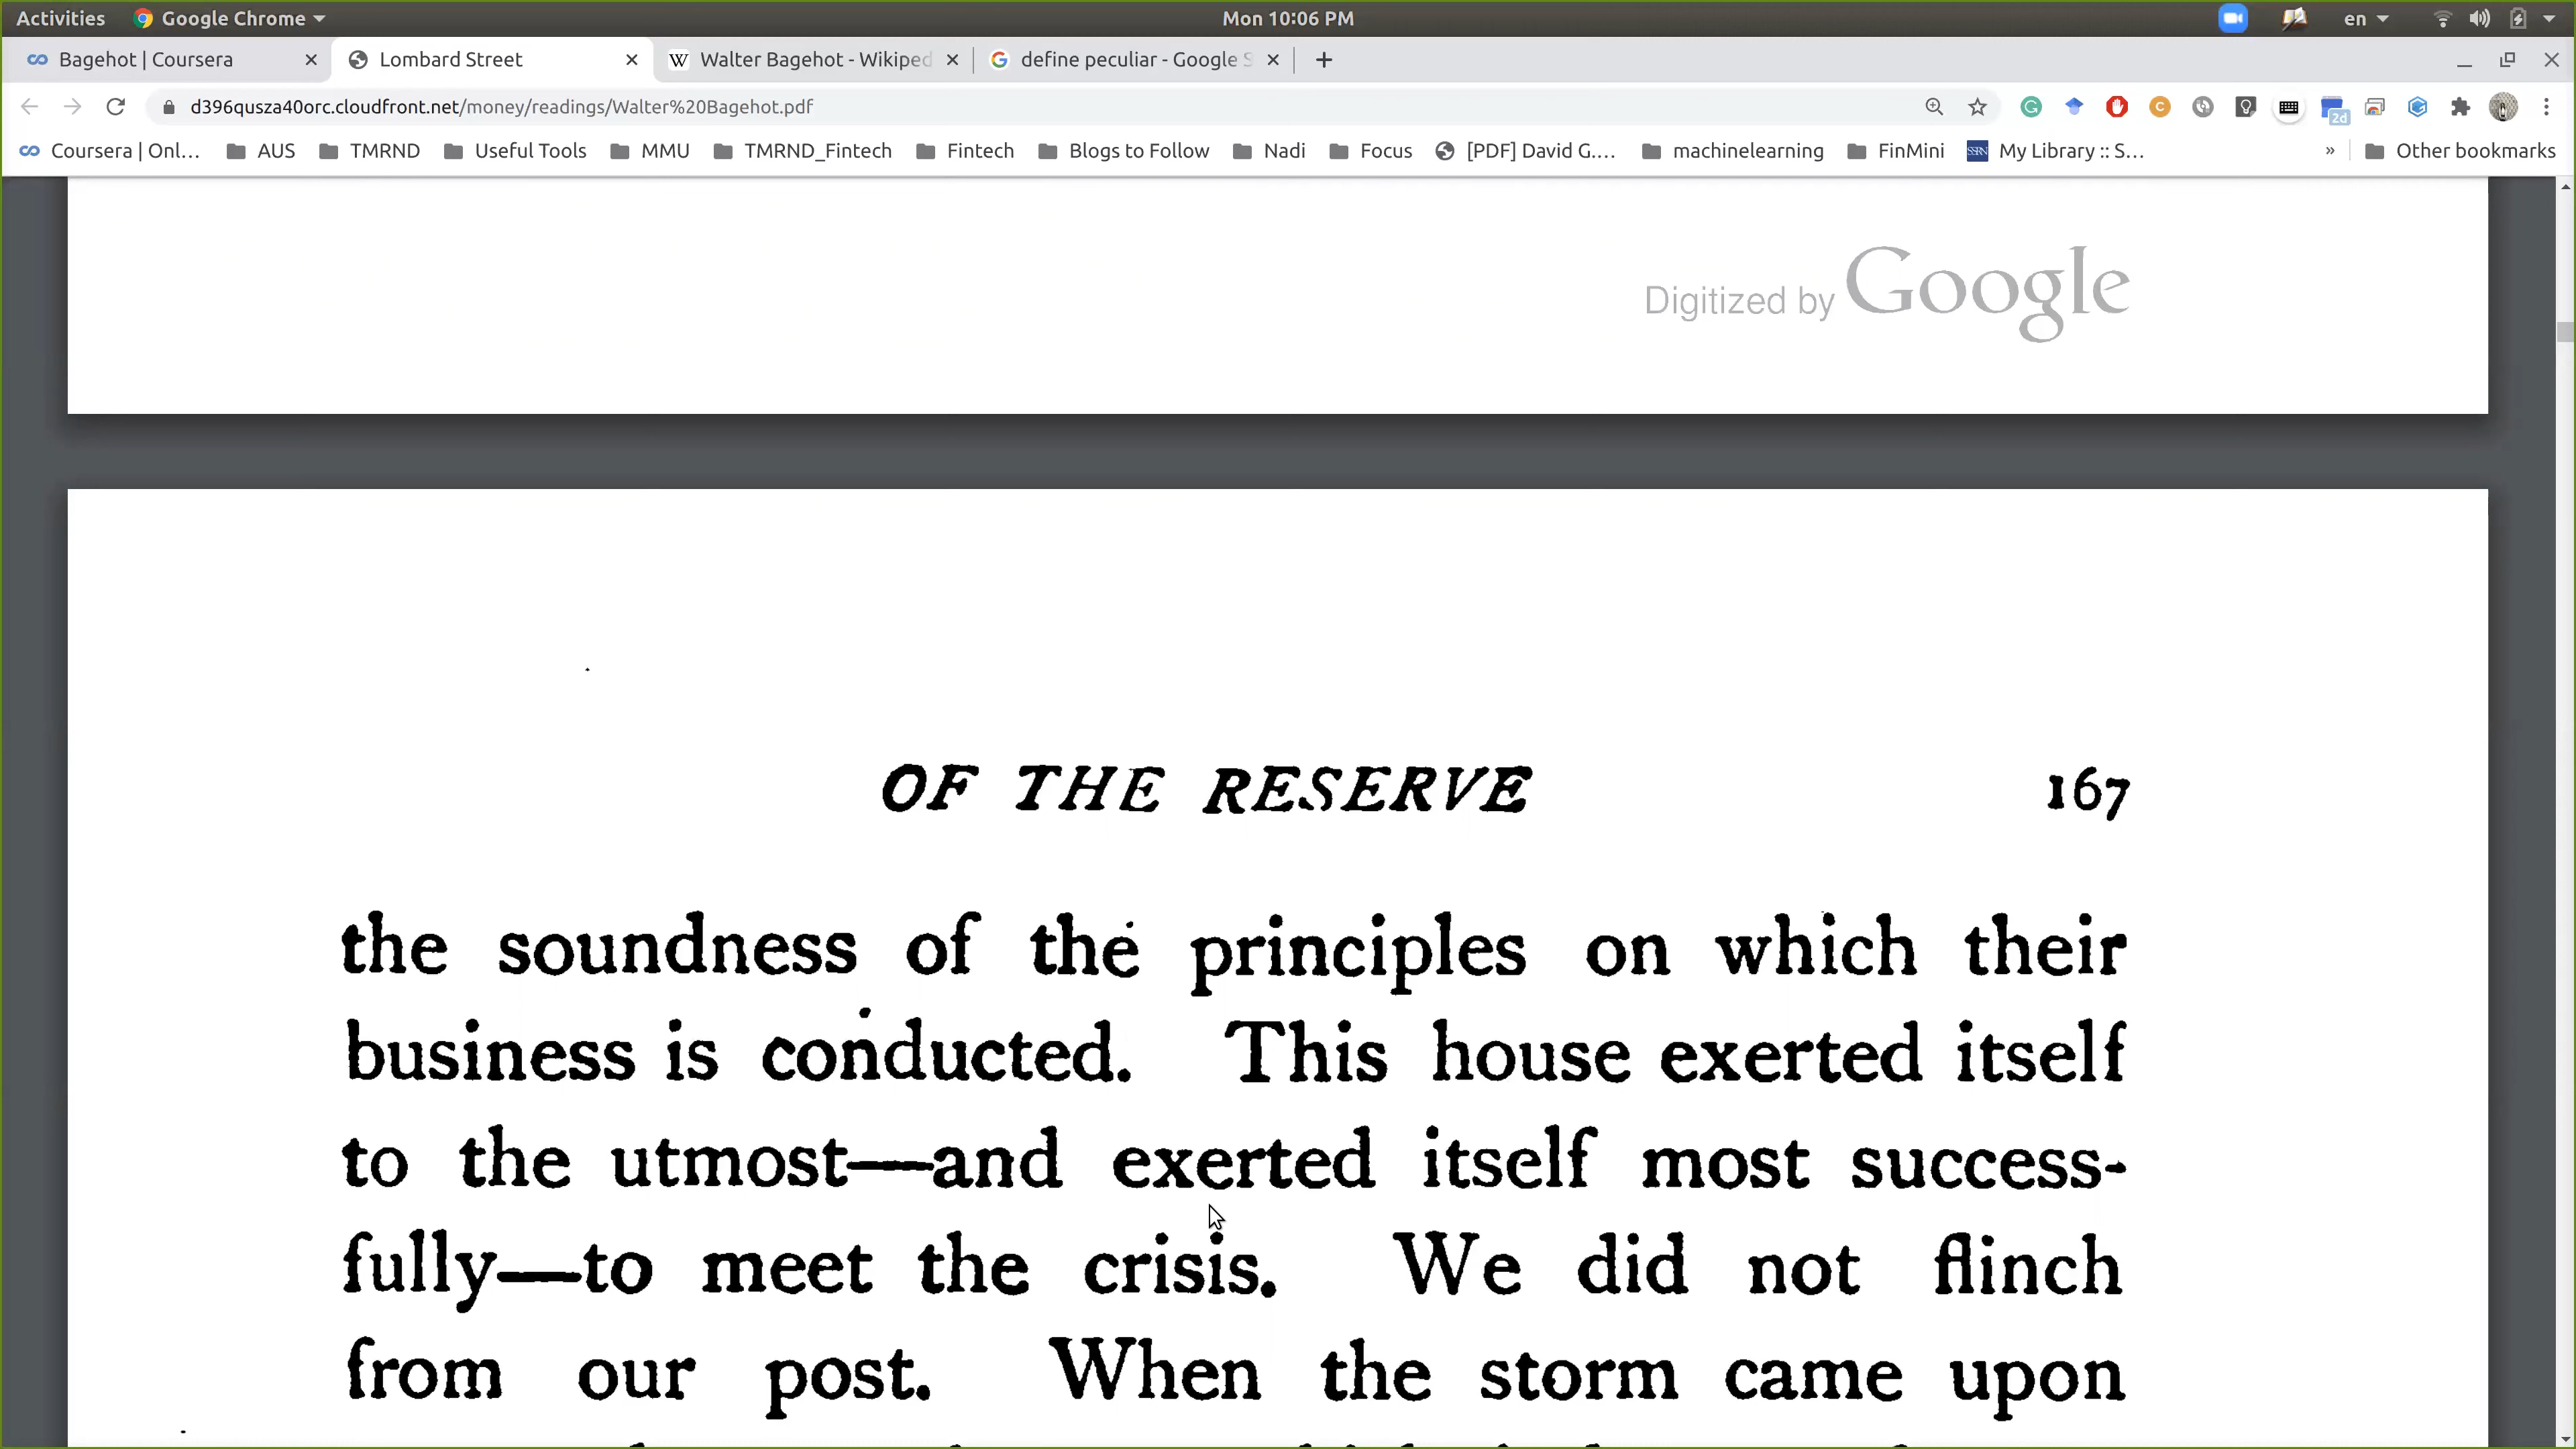 Activities Google Chrome Mon 10:06 PM en
Bagehot | Coursera Lombard Street Walter Bagehot - Wikiped define peculiar - Google S
d396qusza40orc.cloudfront.net/money/readings/Walter%20Bagehot.pdf 2d
Coursera | Onl... AUS TMRND Useful Tools MMU TMRND_Fintech Fintech Blogs to Follow Nadi Focus [PDF] David G.... machinelearning FinMini SSRN My Library :: S... » Other bookmarks
Digitized by Google
OF THE RESERVE 167
the soundness of the principles on which their
business is conducted. This house exerted itself
to the utmost—and exerted itself most success-
fully—to meet the crisis. We did not flinch
from our post. When the storm came upon